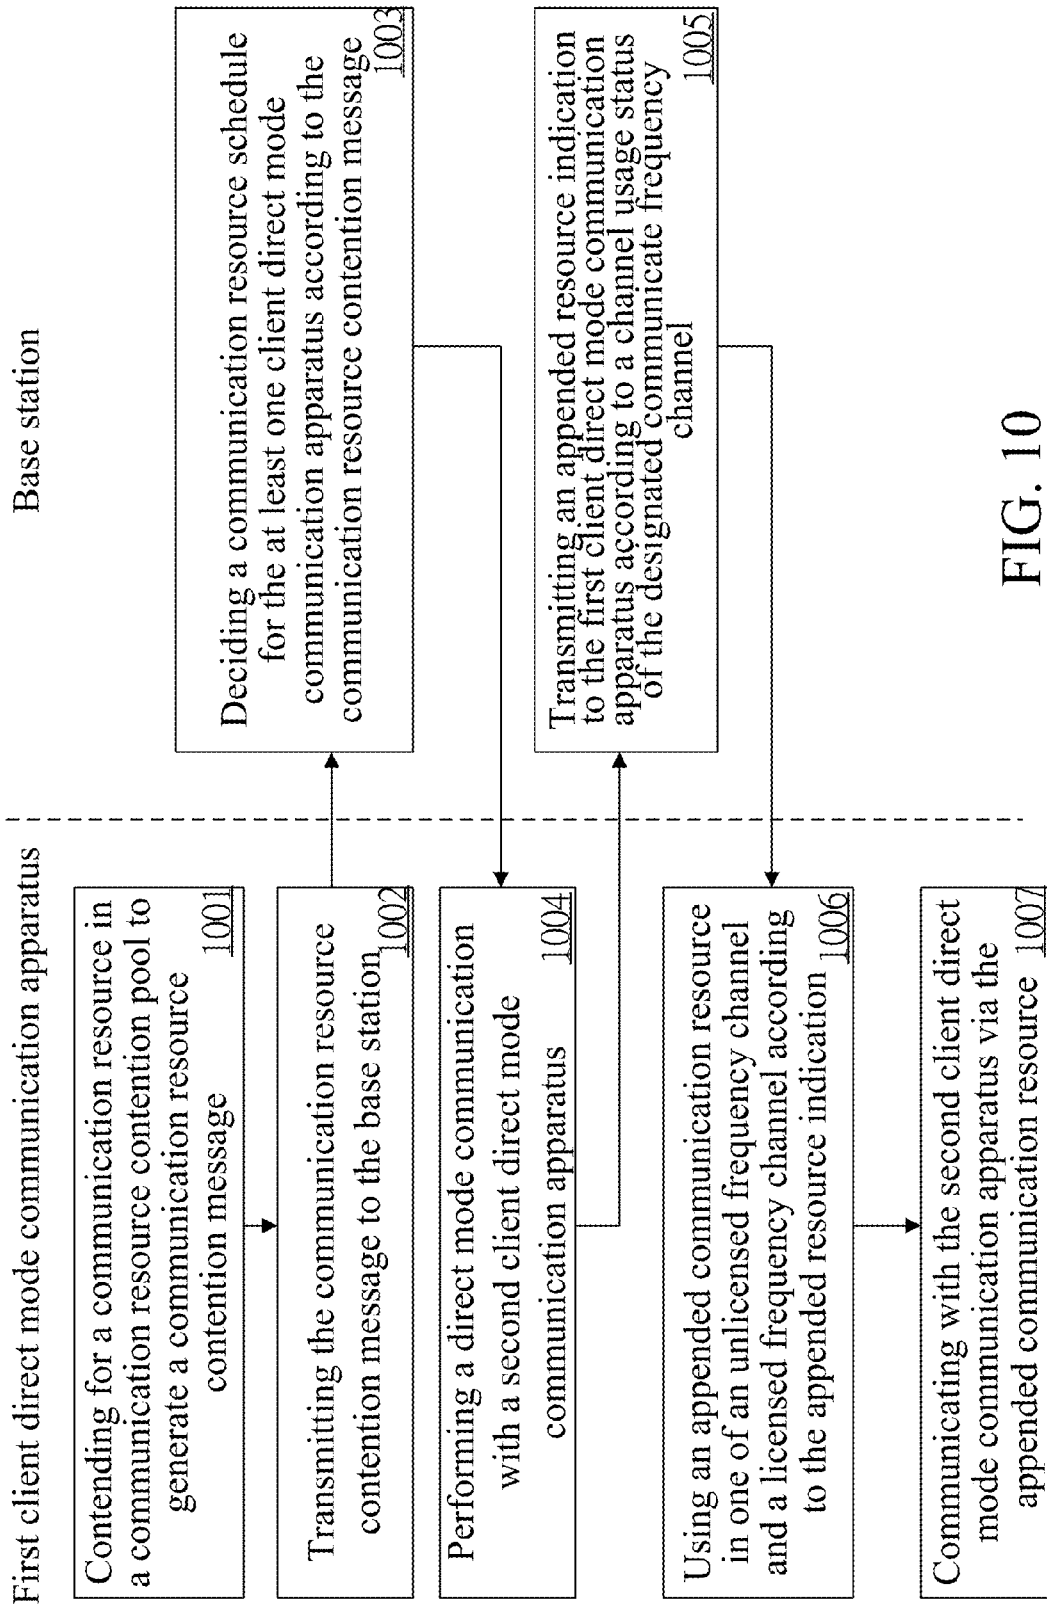 First client direct mode communication apparatus
Base station
Contending for a communication resource in
a communication resource contention pool to
generate a communication resource
contention message
1001
Transmitting the communication resource
contention message to the base station
1002
Deciding a communication resource schedule
for the at least one client direct mode
communication apparatus according to the
communication resource contention message
1003
Performing a direct mode communication
with a second client direct mode
communication apparatus
1004
Transmitting an appended resource indication
to the first client direct mode communication
apparatus according to a channel usage status
of the designated communicate frequency
channel
1005
Using an appended communication resource
in one of an unlicensed frequency channel
and a licensed frequency channel according
to the appended resource indication
1006
Communicating with the second client direct
mode communication apparatus via the
appended communication resource
1007
FIG. 10